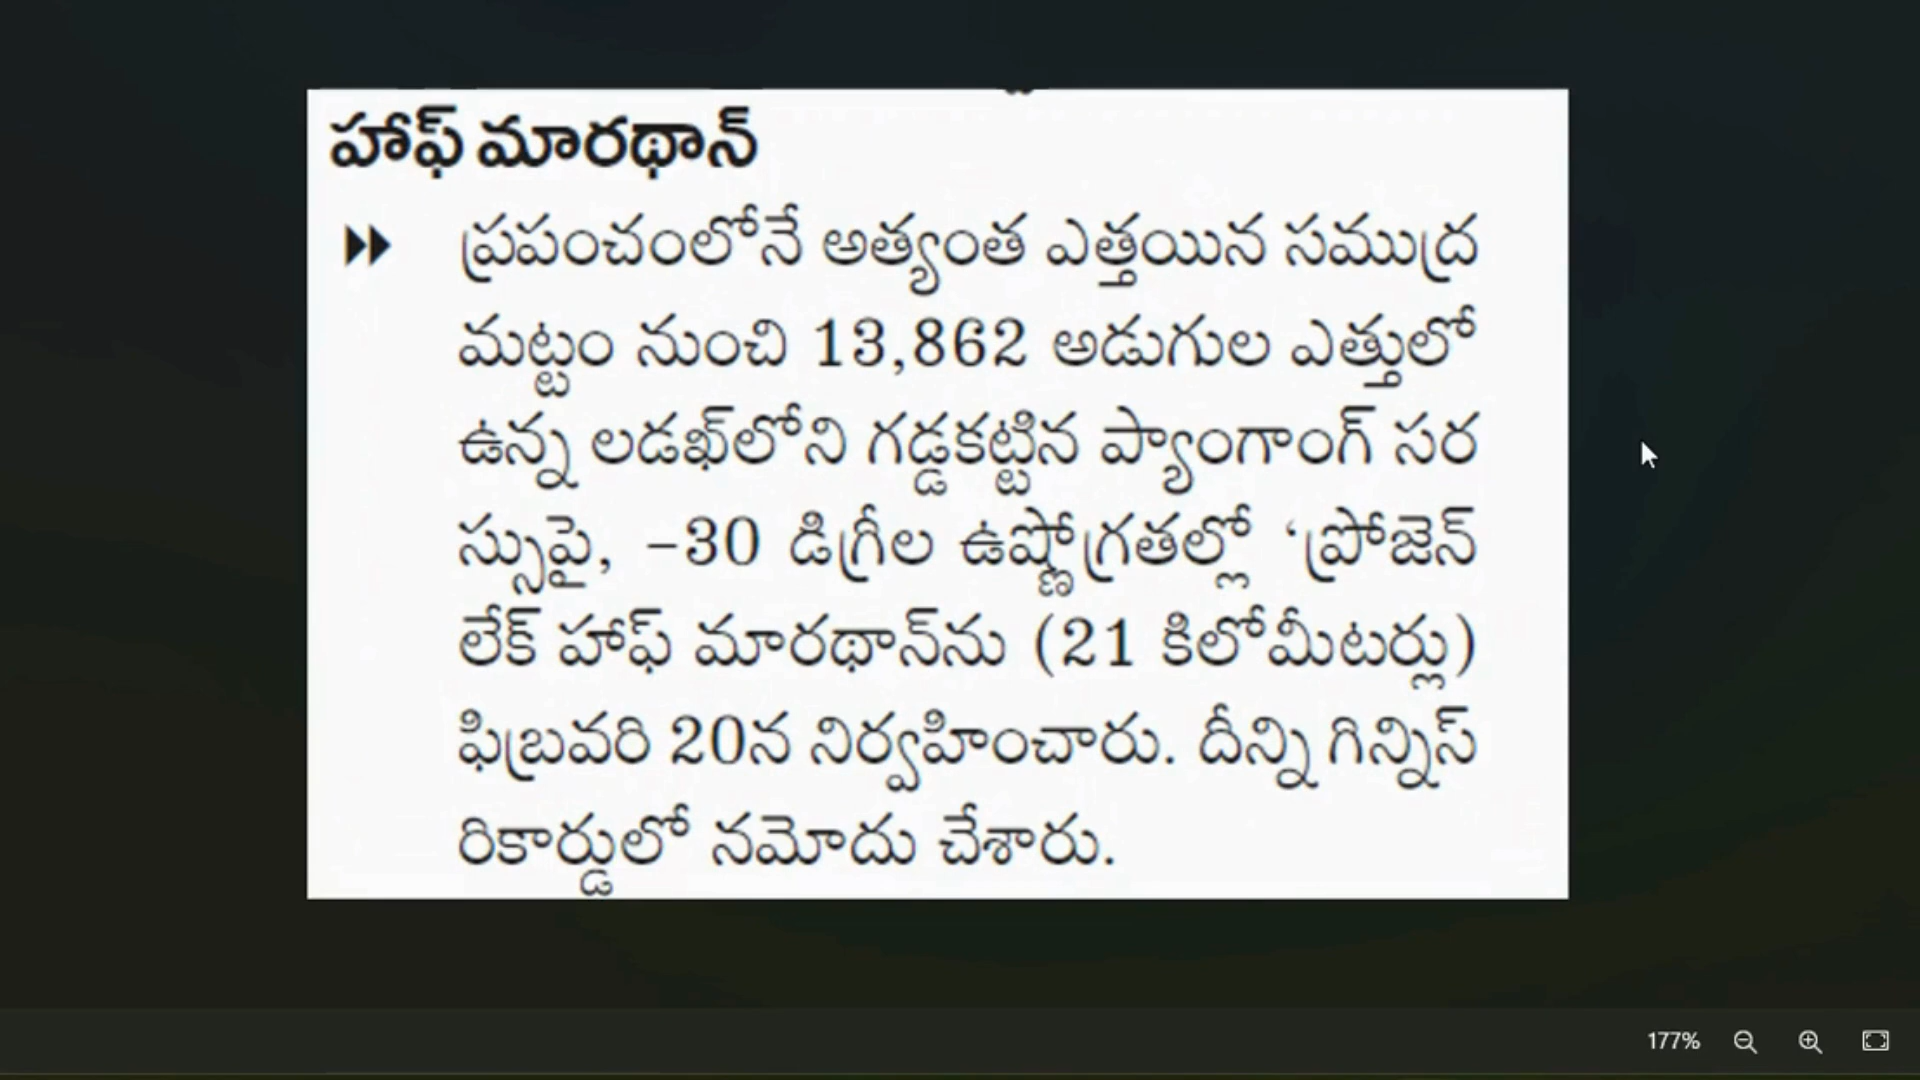 హాఫ్ మారథాన్
ప్రపంచంలోనే అత్యంత ఎత్తయిన సముద్ర
మట్టం నుంచి 13,862 అడుగుల ఎత్తులో
ఉన్న లడఖ్‌లోని గడ్డకట్టిన ప్యాంగాంగ్ సర
స్సుపై, –30 డిగ్రీల ఉష్ణోగ్రతల్లో ‘ప్రోజెన్
లేక్ హాఫ్ మారథాన్‌ను (21 కిలోమీటర్లు)
ఫిబ్రవరి 20న నిర్వహించారు. దీన్ని గిన్నిస్
రికార్డులో నమోదు చేశారు.
177%